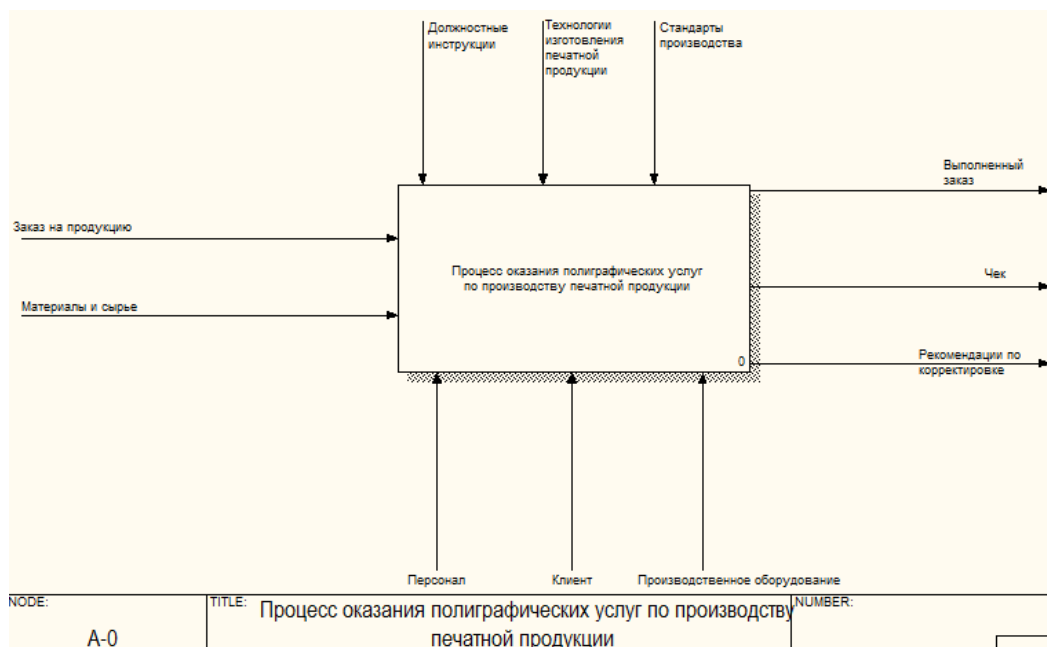 Должностные
инструкции
Технологии
изготовления
печатной
продукции
Стандарты
производства
Выполненный
заказ
Заказ на продукцию
Процесс оказания полиграфических услуг
по производству печатной продукции
Чек
Материалы и сырье
Рекомендации по
корректировке
0
Персонал
Клиент
Производственное оборудование
NODE:
TITLE:
NUMBER:
Процесс оказания полиграфических услуг по производству
печатной продукции
A-0